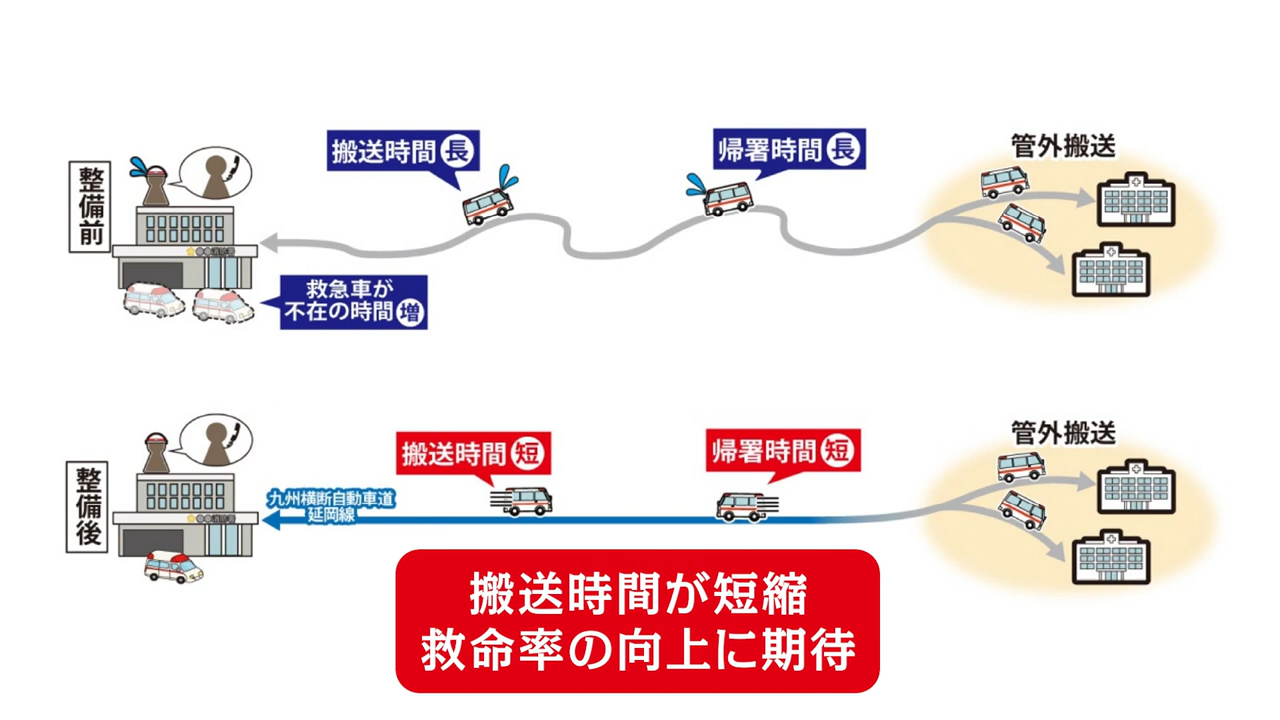 整備前
搬送時間 長
帰署時間 長
管外搬送
救急車が
不在の時間 増
整備後
搬送時間 短
帰署時間 短
管外搬送
九州横断自動車道
延岡線
搬送時間が短縮
救命率の向上に期待